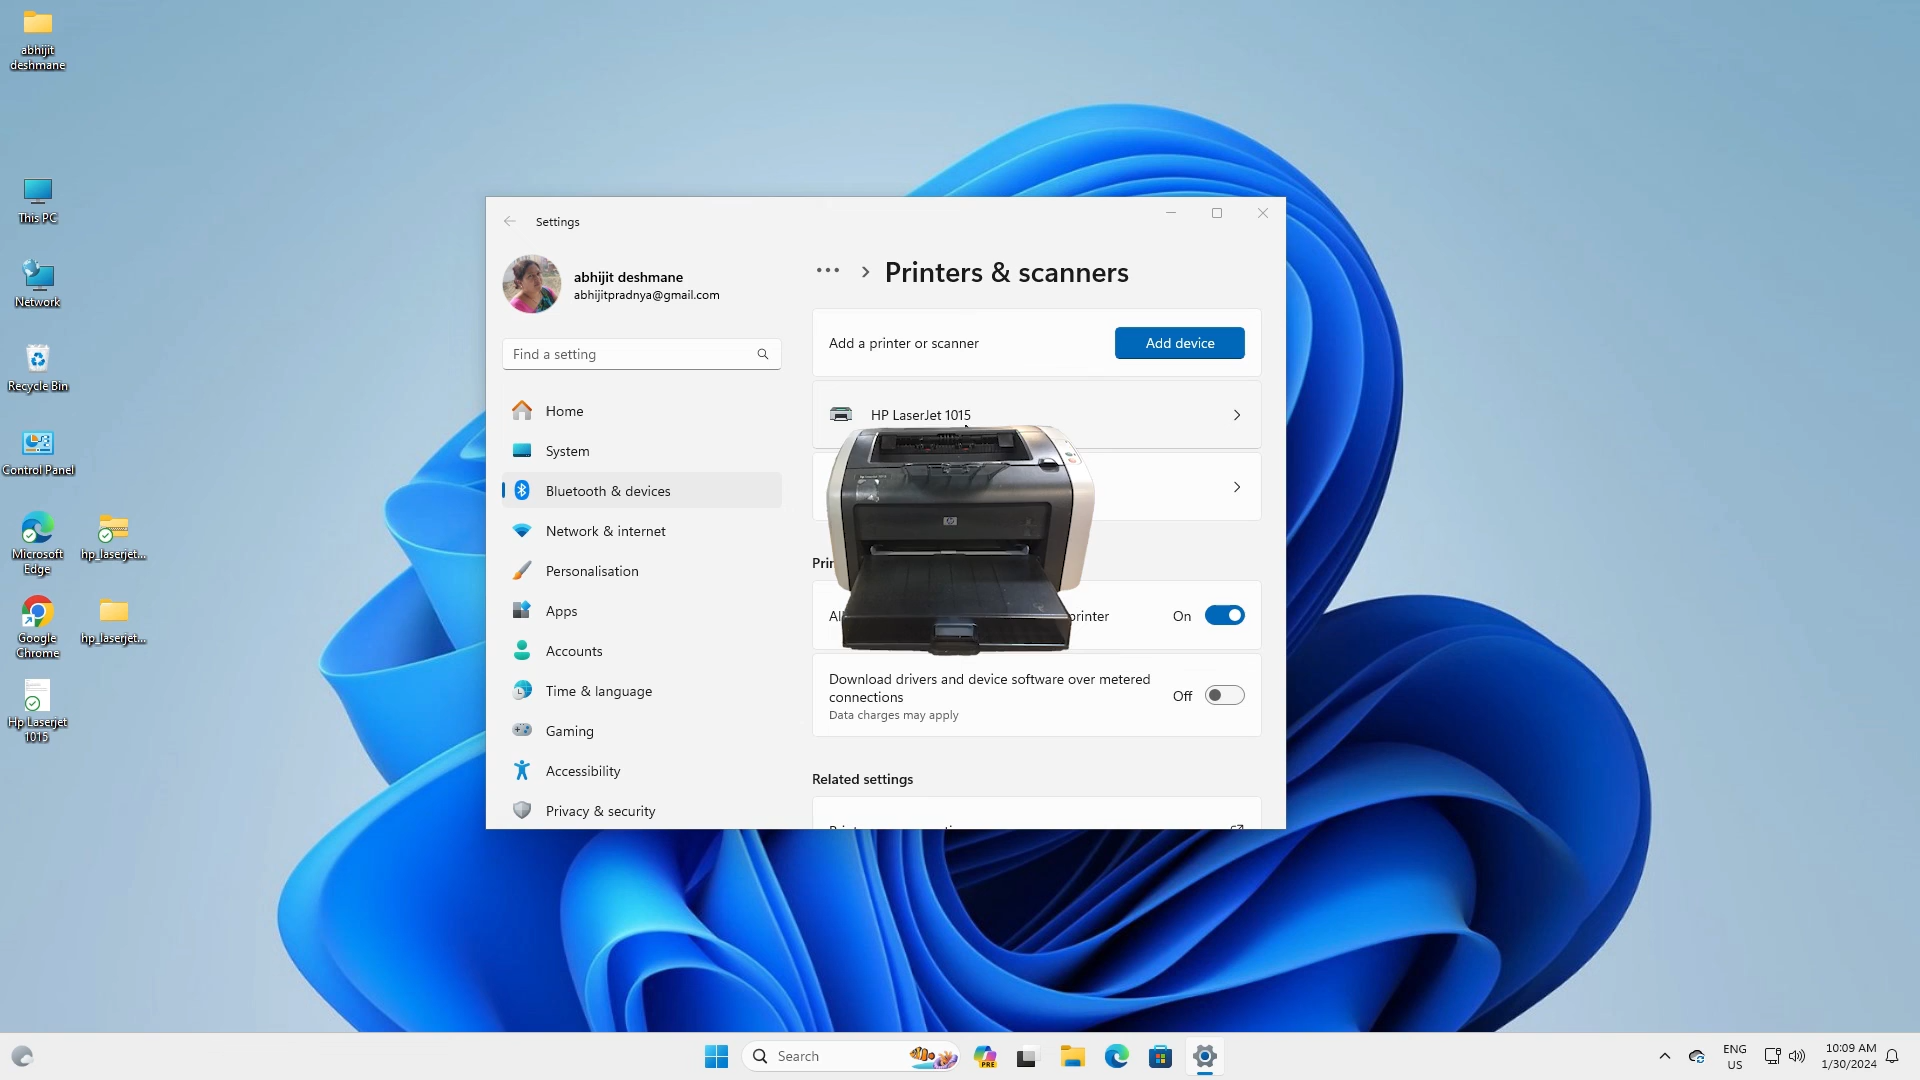 abhijit
deshmane
This PC
Network
Recycle Bin
Control Panel
Microsoft
Edge
hp_laserjet...
Google
Chrome
hp_laserjet...
Hp Laserjet
1015
Settings
abhijit deshmane
abhijitpradnya@gmail.com
Find a setting
Home
System
Bluetooth & devices
Network & internet
Personalisation
Apps
Accounts
Time & language
Gaming
Accessibility
Privacy & security
Printers & scanners
Add a printer or scanner
Add device
HP LaserJet 1015
printer
On
Download drivers and device software over metered
connections
Data charges may apply
Off
Related settings
Search
PRE
ENG
US
10:09 AM
1/30/2024